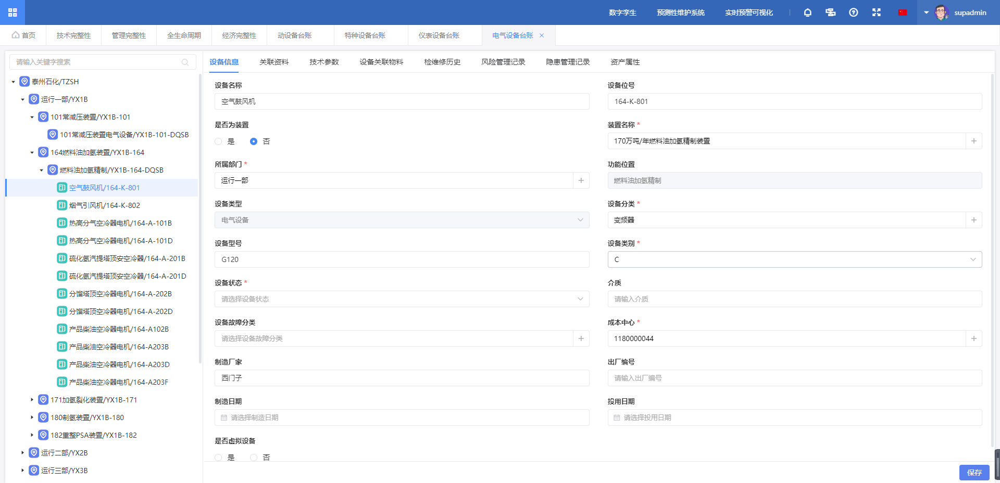 数字孪生
预测性维护系统
实时预警可视化
supadmin
首页
技术完整性
管理完整性
全生命周期
经济完整性
动设备台账
特种设备台账
仪表设备台账
电气设备台账
请输入关键字搜索
泰州石化/TZSH
运行一部/YX1B
101常减压装置/YX1B-101
101常减压装置电气设备/YX1B-101-DQSB
164燃料油加氢装置/YX1B-164
燃料油加氢精制/YX1B-164-DQSB
空气鼓风机/164-K-801
烟气引风机/164-K-802
热高分气空冷器电机/164-A-101B
热高分气空冷器电机/164-A-101D
硫化氢汽提塔顶安空冷器/164-A-201B
硫化氢汽提塔顶安空冷器/164-A-201D
分馏塔顶空冷器电机/164-A-202B
分馏塔顶空冷器电机/164-A-202D
产品柴油空冷器电机/164-A102B
产品柴油空冷器电机/164-A203B
产品柴油空冷器电机/164-A203D
产品柴油空冷器电机/164-A203F
171加氢裂化装置/YX1B-171
180制氢装置/YX1B-180
182重整PSA装置/YX1B-182
运行二部/YX2B
运行三部/YX3B
设备信息
关联资料
技术参数
设备关联物料
检维修历史
风险管理记录
隐患管理记录
资产属性
设备名称
空气鼓风机
设备位号
164-K-801
是否为装置
是
否
装置名称 *
170万吨/年燃料油加氢精制装置
所属部门 *
运行一部
功能位置
燃料油加氢精制
设备类型
电气设备
设备分类 *
变频器
设备型号
G120
设备类别 *
C
设备状态 *
请选择设备状态
介质
请输入介质
设备故障分类
请选择设备故障分类
成本中心 *
1180000044
制造厂家
西门子
出厂编号
请输入出厂编号
制造日期
请选择制造日期
投用日期
请选择投用日期
是否虚拟设备
是
否
保存